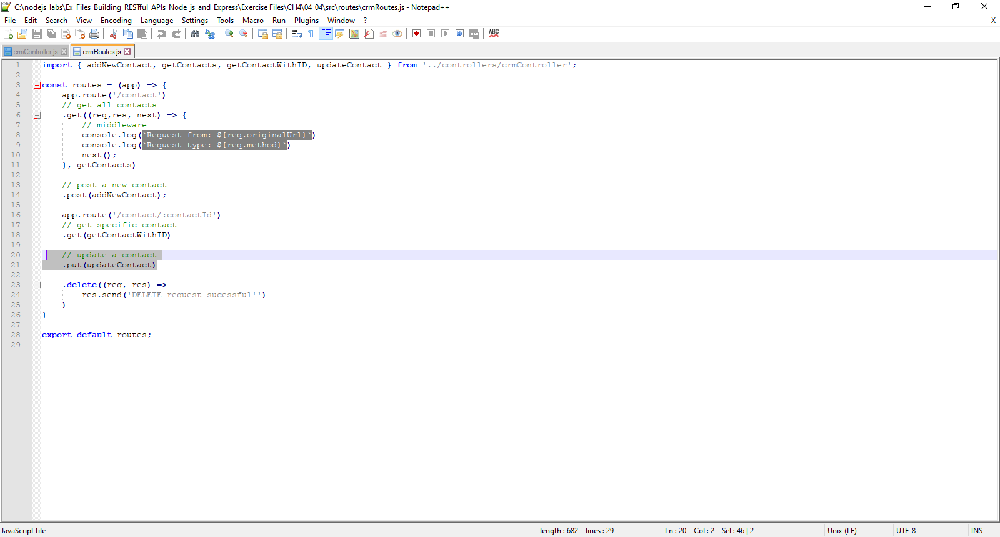 C:\nodejs_labs\Ex_Files_Building_RESTful_APIs_Node_js_and_Express\Exercise Files\CH4\04_04\src\routes\crmRoutes.js - Notepad++
File Edit Search View Encoding Language Settings Tools Macro Run Plugins Window ? X
ABC
crmController.js crmRoutes.js
1 import { addNewContact, getContacts, getContactWithID, updateContact } from '../controllers/crmController';
2
3 const routes = (app) => {
4     app.route('/contact')
5     // get all contacts
6     .get((req,res, next) => {
7         // middleware
8         console.log(`Request from: ${req.originalUrl}`)
9         console.log(`Request type: ${req.method}`)
10         next();
11     }, getContacts)
12
13     // post a new contact
14     .post(addNewContact);
15
16     app.route('/contact/:contactId')
17     // get specific contact
18     .get(getContactWithID)
19
20     // update a contact
21     .put(updateContact)
22
23     .delete((req, res) =>
24         res.send('DELETE request sucessful!')
25     )
26 }
27
28 export default routes;
29
JavaScript file length : 682 lines : 29 Ln : 20 Col : 2 Sel : 46 | 2 Unix (LF) UTF-8 INS